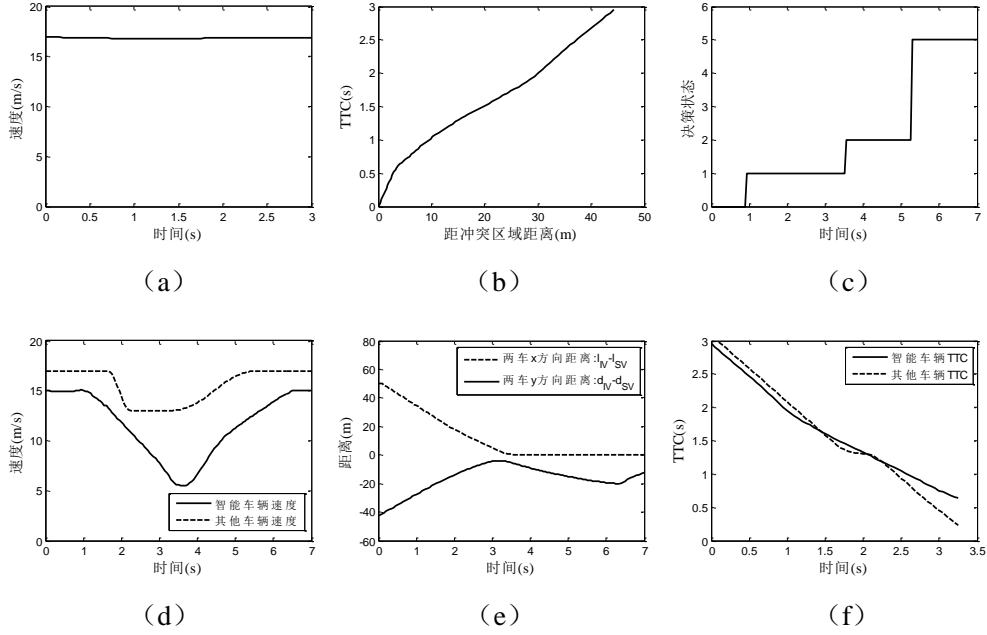 20
15
10
5
0
速度(m/s)
0 0.5 1 1.5 2 2.5 3
时间(s)
（a）
3
2.5
2
1.5
1
0.5
0
TTC(s)
0 10 20 30 40 50
距冲突区域距离(m)
（b）
6
5
4
3
2
1
0
决策状态
0 1 2 3 4 5 6 7
时间(s)
（c）
20
15
10
5
0
速度(m/s)
智能车辆速度
其他车辆速度
0 1 2 3 4 5 6 7
时间(s)
（d）
80
60
40
20
0
-20
-40
-60
距离(m)
两车x方向距离:l_IV-l_SV
两车y方向距离:d_IV-d_SV
0 1 2 3 4 5 6 7
时间(s)
（e）
3
2.5
2
1.5
1
0.5
0
TTC(s)
智能车辆TTC
其他车辆TTC
0 0.5 1 1.5 2 2.5 3 3.5
时间(s)
（f）